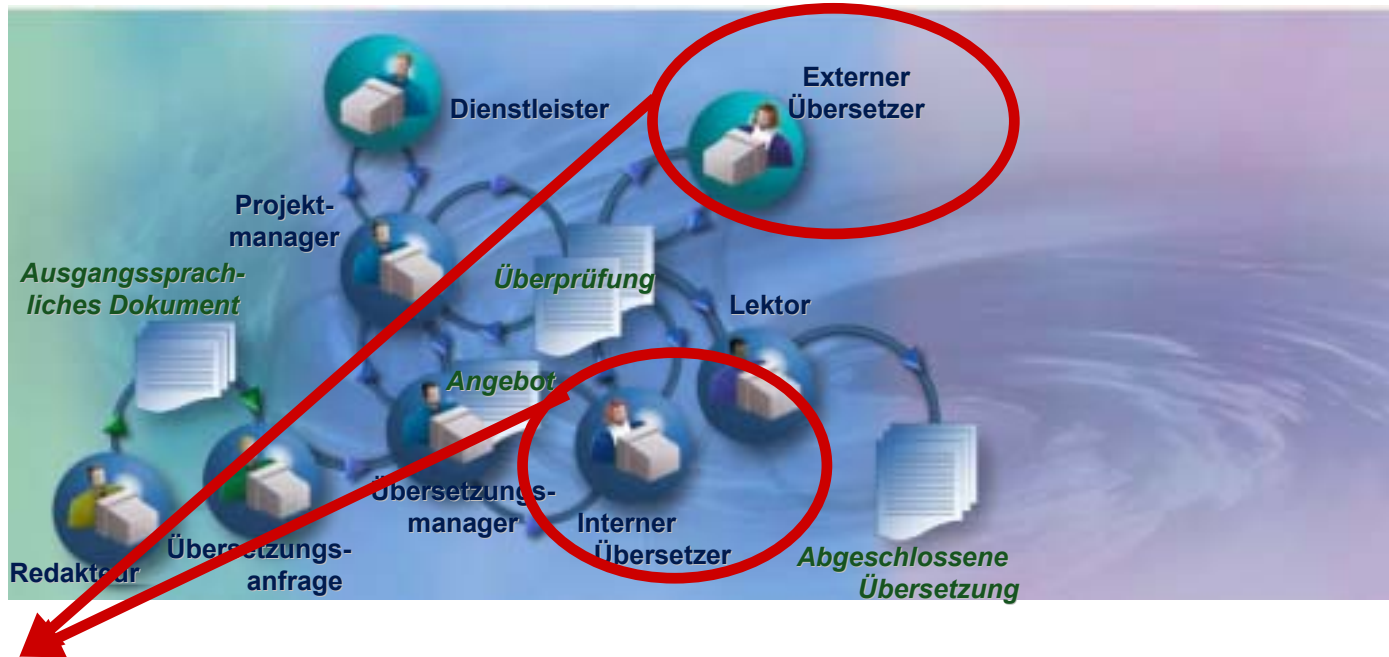 Externer
Übersetzer
Dienstleister
Projekt-
manager
Ausgangssprach-
liches Dokument
Überprüfung
Lektor
Angebot
Übersetzungs-
manager
Interner
Übersetzer
Übersetzungs-
anfrage
Redakteur
Abgeschlossene
Übersetzung